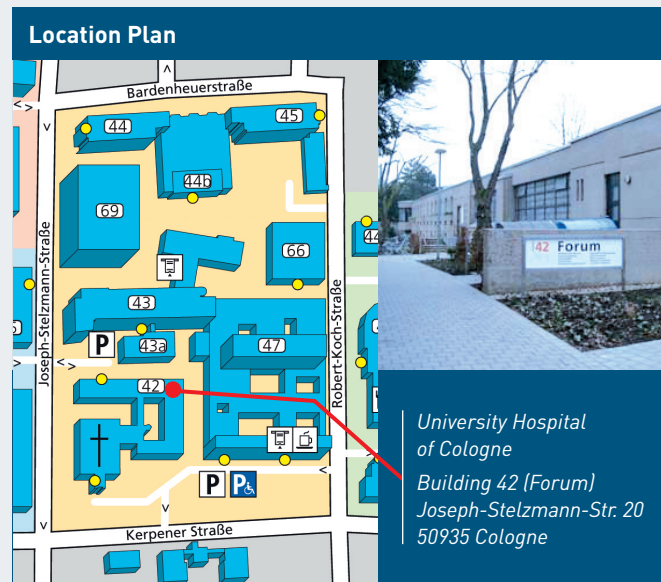 Location Plan
Bardenheuerstraße
44
45
44b
69
66
44
Joseph-Stelzmann-Straße
Robert-Koch-Straße
43
P
43a
47
42
P
P
Kerpener Straße
42 Forum
University Hospital
of Cologne
Building 42 (Forum)
Joseph-Stelzmann-Str. 20
50935 Cologne